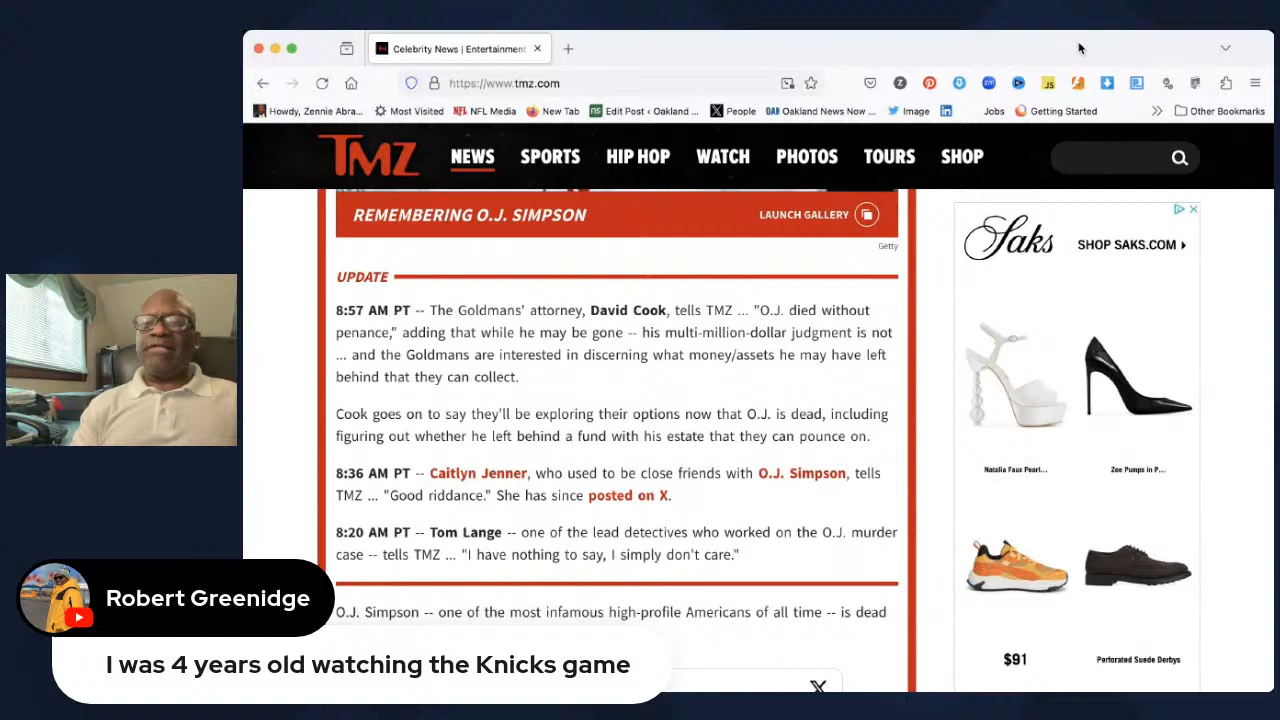 Celebrity News | Entertainment
https://www.tmz.com
Howdy, Zennie Abra...
Most Visited
NFL Media
New Tab
Edit Post ‹ Oakland ...
People
Oakland News Now ...
Image
Jobs
Getting Started
Other Bookmarks
TMZ
NEWS
SPORTS
HIP HOP
WATCH
PHOTOS
TOURS
SHOP
REMEMBERING O.J. SIMPSON
LAUNCH GALLERY
Getty
UPDATE
8:57 AM PT -- The Goldmans' attorney, David Cook, tells TMZ ... "O.J. died without
penance," adding that while he may be gone -- his multi-million-dollar judgment is not
... and the Goldmans are interested in discerning what money/assets he may have left
behind that they can collect.
Cook goes on to say they'll be exploring their options now that O.J. is dead, including
figuring out whether he left behind a fund with his estate that they can pounce on.
8:36 AM PT -- Caitlyn Jenner, who used to be close friends with O.J. Simpson, tells
TMZ ... "Good riddance." She has since posted on X.
8:20 AM PT -- Tom Lange -- one of the lead detectives who worked on the O.J. murder
case -- tells TMZ ... "I have nothing to say, I simply don't care."
O.J. Simpson -- one of the most infamous high-profile Americans of all time -- is dead
Saks
SHOP SAKS.COM
Natalia Faux Pearl...
Zoe Pumps in P...
$91
Perforated Suede Derbys
Robert Greenidge
I was 4 years old watching the Knicks game